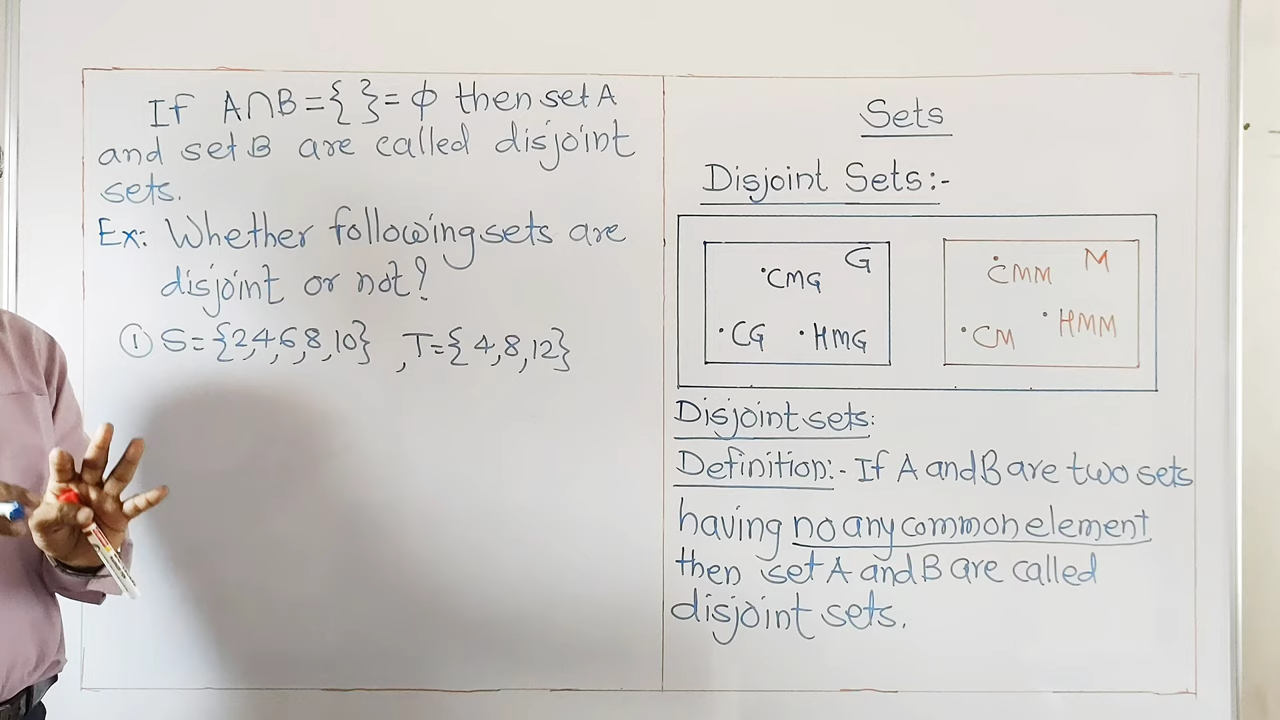 If A∩B={ }=ϕ then set A
and set B are called disjoint
sets.
Ex: Whether following sets are
disjoint or not?
① S={2,4,6,8,10} , T={4,8,12}
Sets
Disjoint Sets:-
G
•CMG
•CG •HMG
M
•CMM
•HMM
•CM
Disjoint sets:
Definition:- If A and B are two sets
having no any common element
then set A and B are called
disjoint sets.